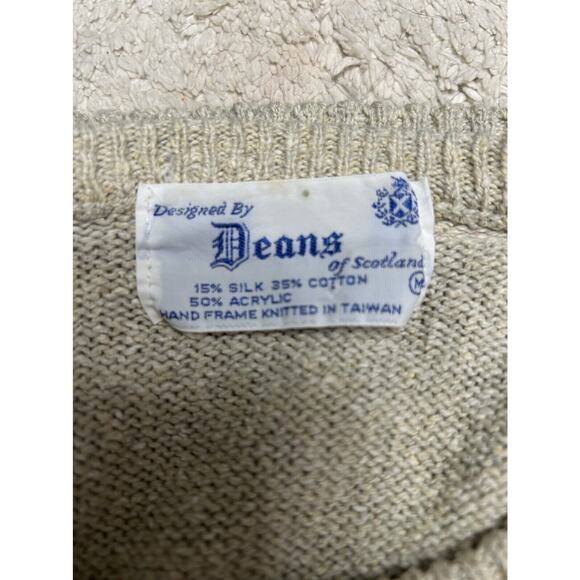 Designed By
Deans
of Scotland
15% SILK 35% COTTON M
50% ACRYLIC
HAND FRAME KNITTED IN TAIWAN